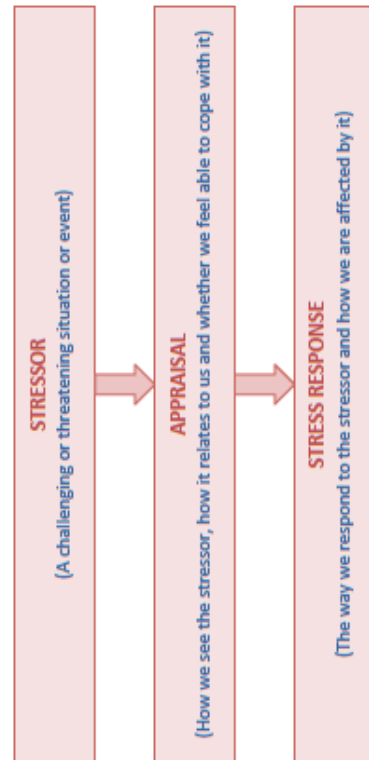 STRESSOR
(A challenging or threatening situation or event)
APPRAISAL
(How we see the stressor, how it relates to us and whether we feel able to cope with it)
STRESS RESPONSE
(The way we respond to the stressor and how we are affected by it)